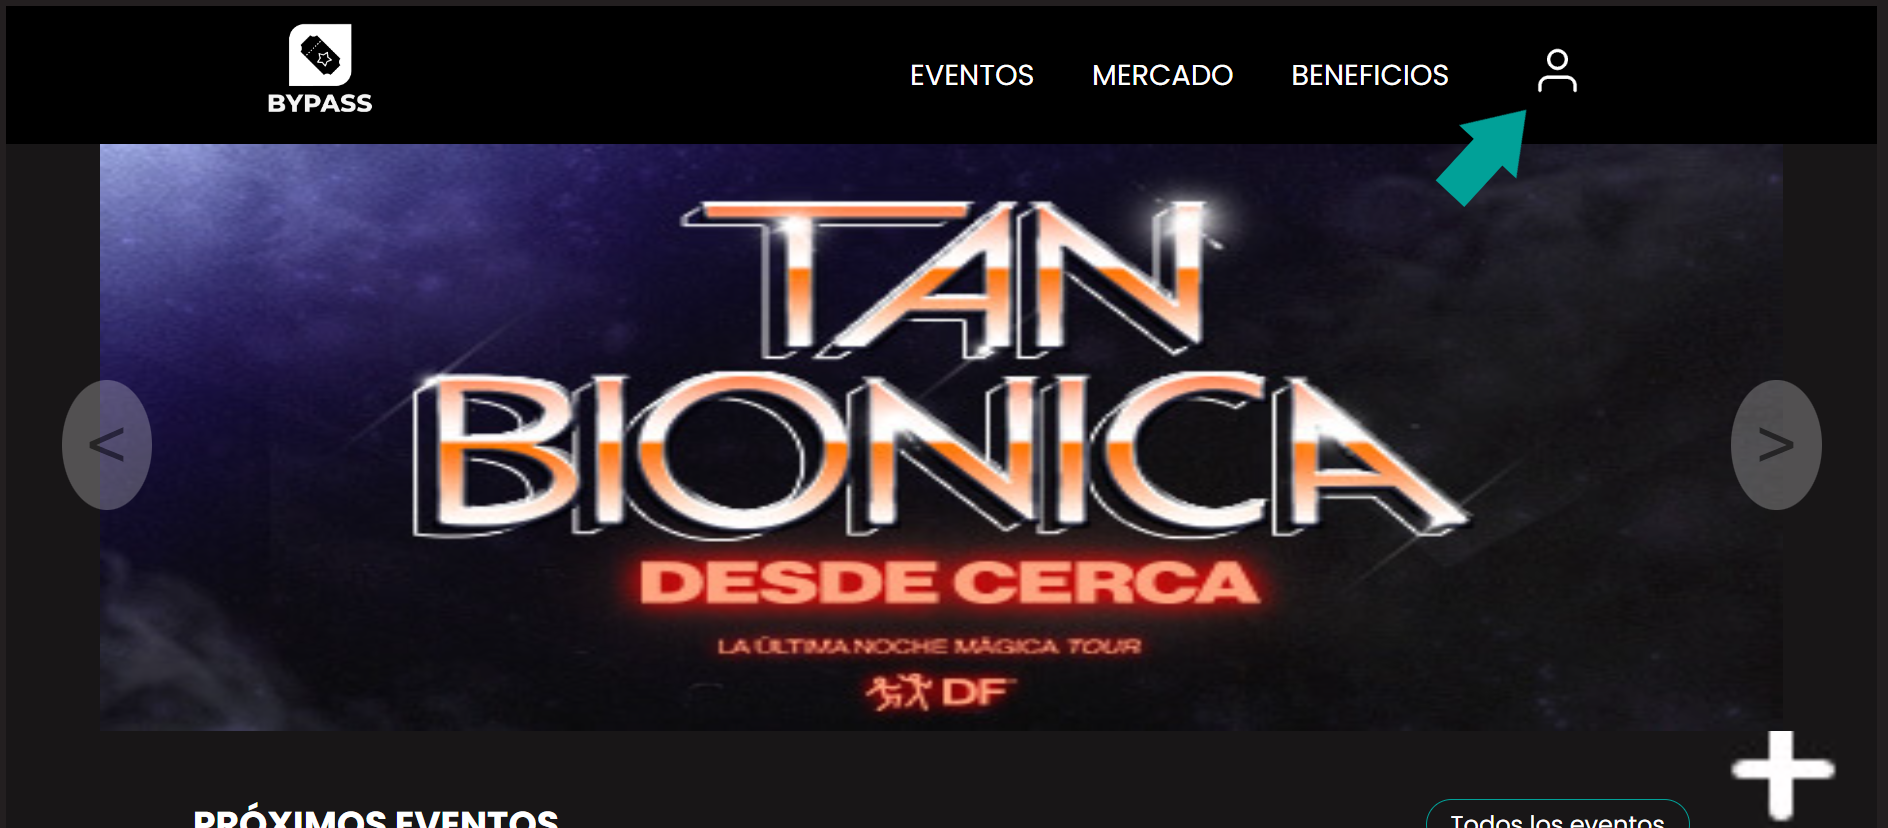 BYPASS
EVENTOS MERCADO BENEFICIOS
<
>
TAN
BIONICA
DESDE CERCA
LA ÚLTIMA NOCHE MÁGICA TOUR
DF
PRÓXIMOS EVENTOS
Todos los eventos